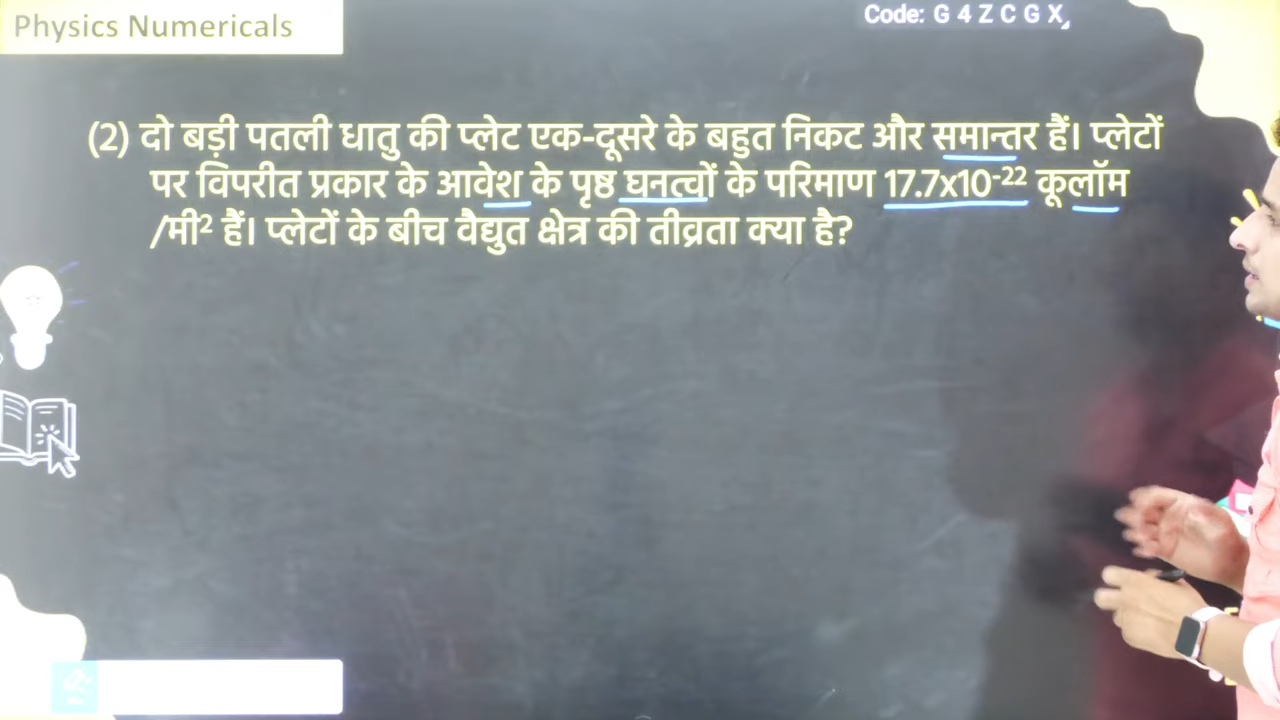 Physics Numericals
Code: G 4 Z C G X
(2) दो बड़ी पतली धातु की प्लेट एक-दूसरे के बहुत निकट और समान्तर हैं। प्लेटों
पर विपरीत प्रकार के आवेश के पृष्ठ घनत्वों के परिमाण 17.7x10⁻²² कूलॉम
/मी² हैं। प्लेटों के बीच वैद्युत क्षेत्र की तीव्रता क्या है?